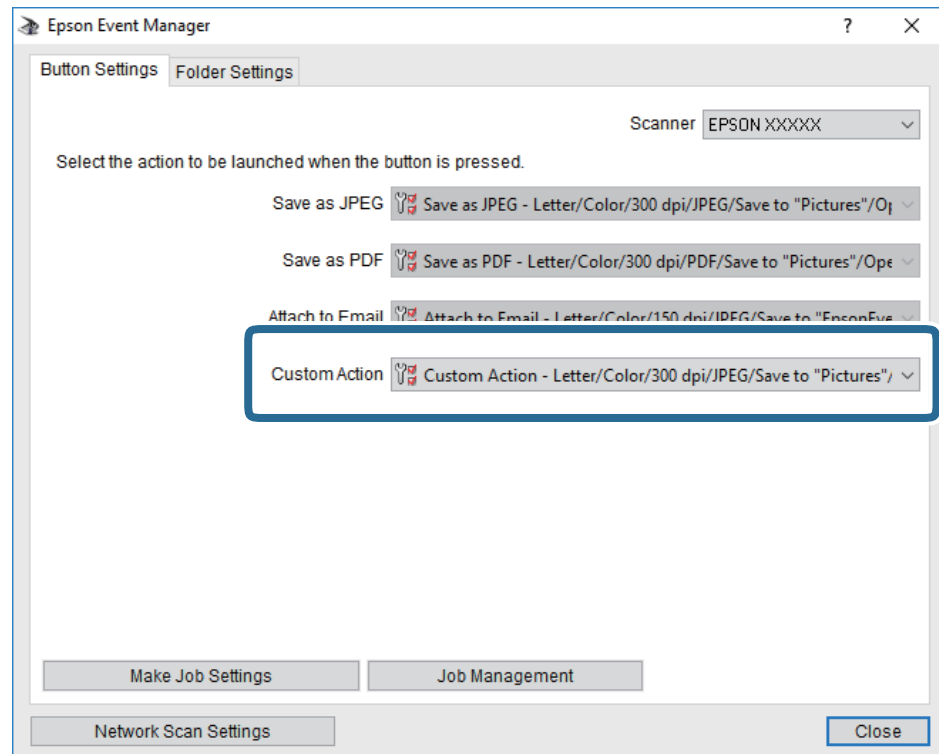 Epson Event Manager
Button Settings Folder Settings
Scanner EPSON XXXXX
Select the action to be launched when the button is pressed.
Save as JPEG Save as JPEG - Letter/Color/300 dpi/JPEG/Save to "Pictures"/Op
Save as PDF Save as PDF - Letter/Color/300 dpi/PDF/Save to "Pictures"/Ope
Attach to Email Attach to Email - Letter/Color/150 dpi/JPEG/Save to "EpsonEve
Custom Action Custom Action - Letter/Color/300 dpi/JPEG/Save to "Pictures"/
Make Job Settings Job Management
Network Scan Settings Close